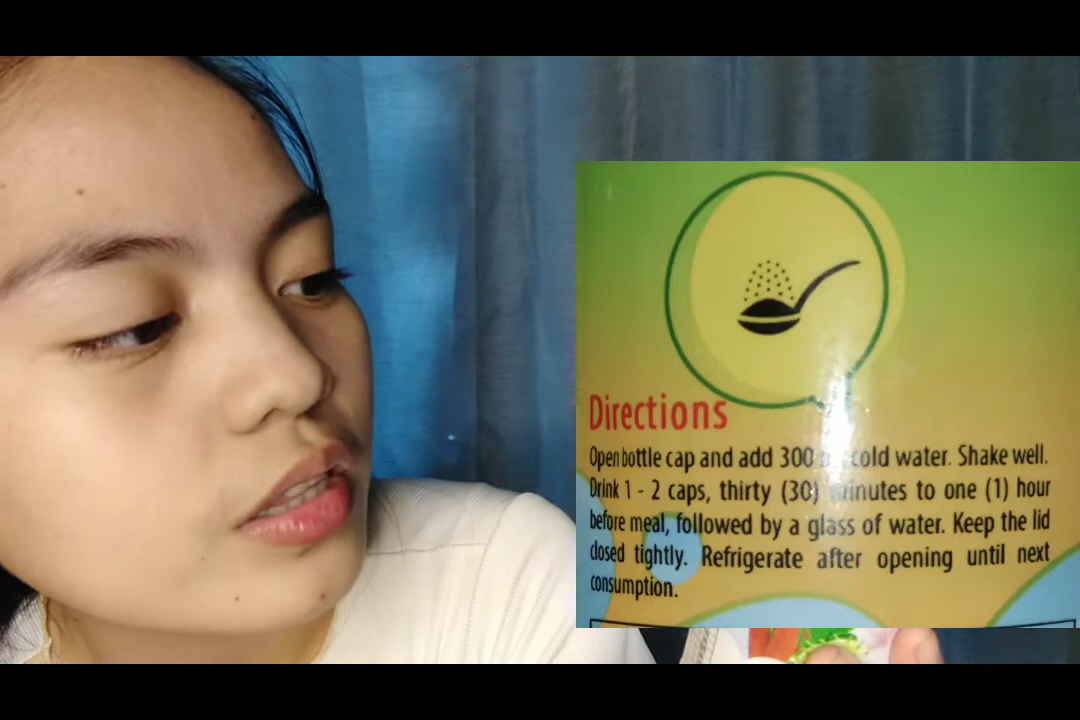 Directions
Open bottle cap and add 300 cold water. Shake well.
Drink 1 - 2 caps, thirty (30) minutes to one (1) hour
before meal, followed by a glass of water. Keep the lid
closed tightly. Refrigerate after opening until next
consumption.